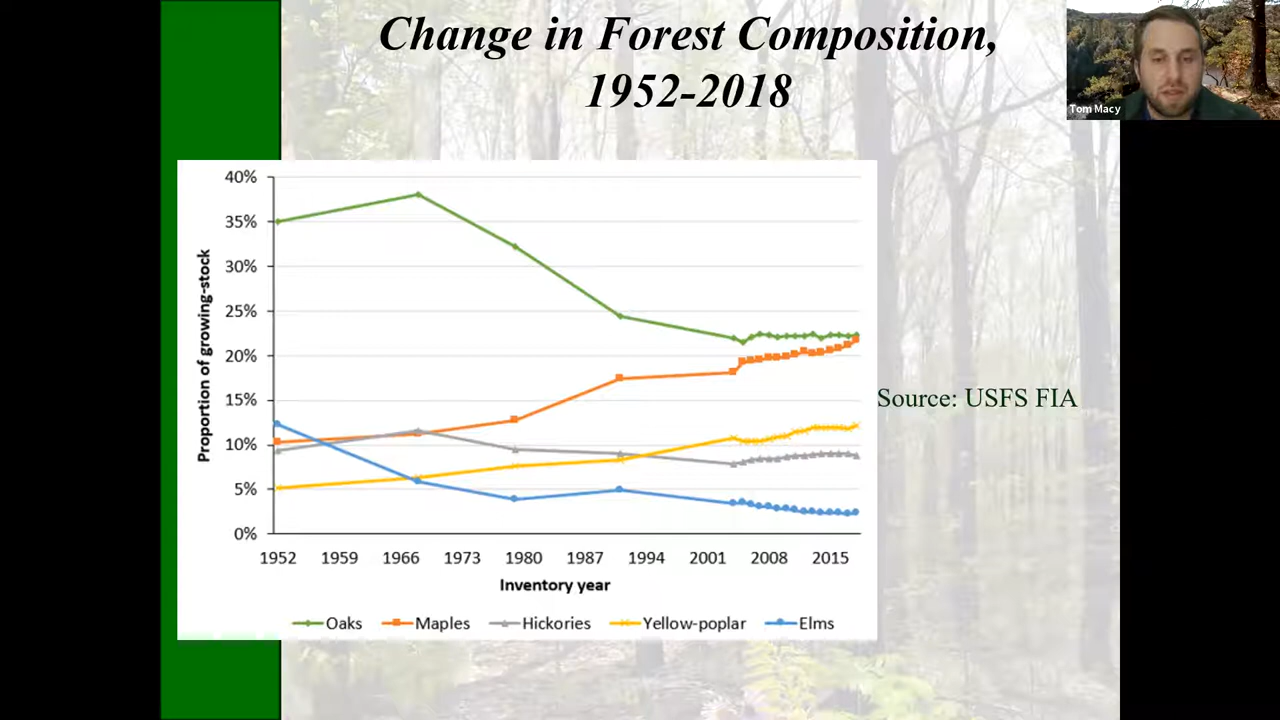 Change in Forest Composition,
1952-2018
Tom Macy
40%
35%
30%
25%
20%
15%
10%
5%
0%
Proportion of growing-stock
1952 1959 1966 1973 1980 1987 1994 2001 2008 2015
Inventory year
Oaks Maples Hickories Yellow-poplar Elms
Source: USFS FIA